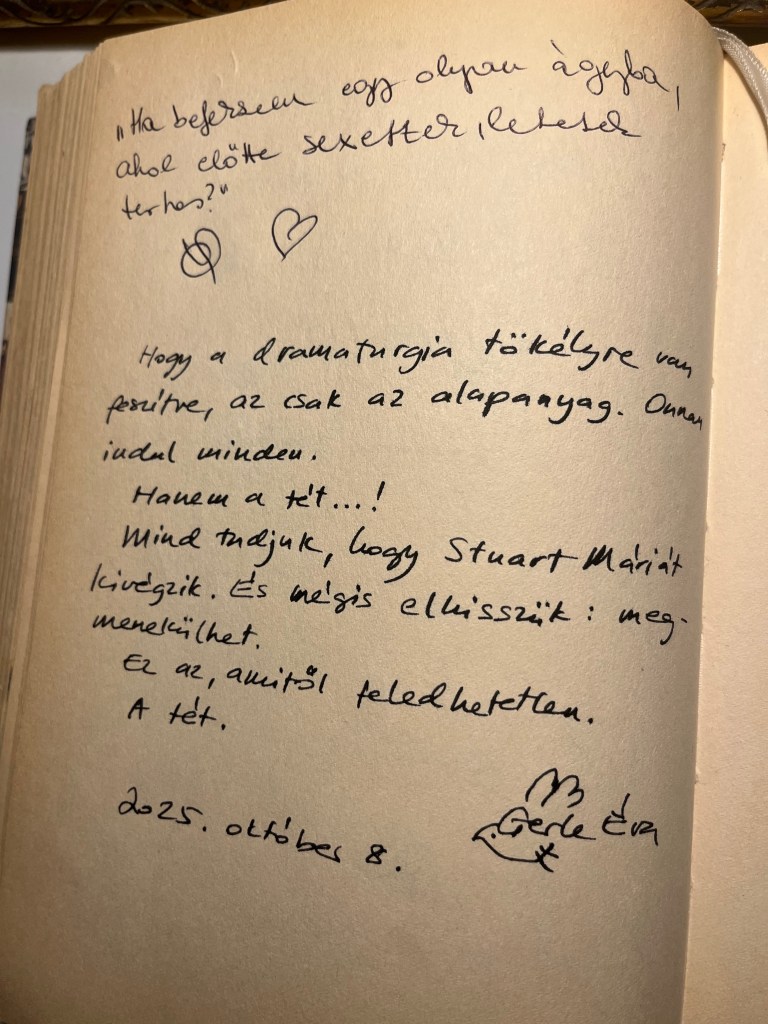 "Ha befekszem egy olyan ágyba,
ahol előtte sexeltek, lehetek
terhes?"
Hogy a dramaturgia tökélyre van
feszítve, az csak az alapanyag. Onnan
indul minden.
Hanem a tét...!
Mind tudjuk, hogy Stuart Máriát
kivégzik. És mégis elhisszük: meg-
menekülhet.
Ez az, amitől feledhetetlen.
A tét.
2025. október 8.
Gerle Éva